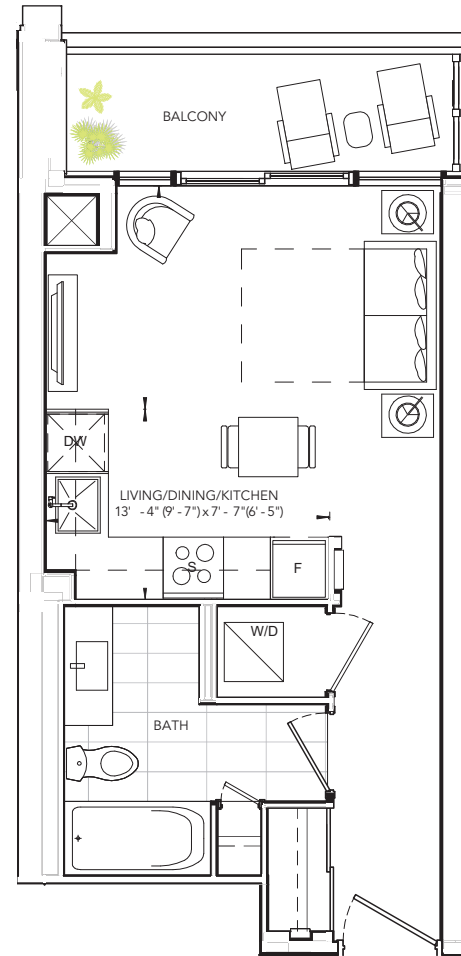 BALCONY
DW
LIVING/DINING/KITCHEN
13' - 4" (9' - 7") x 7' - 7"(6' - 5")
S
F
W/D
BATH